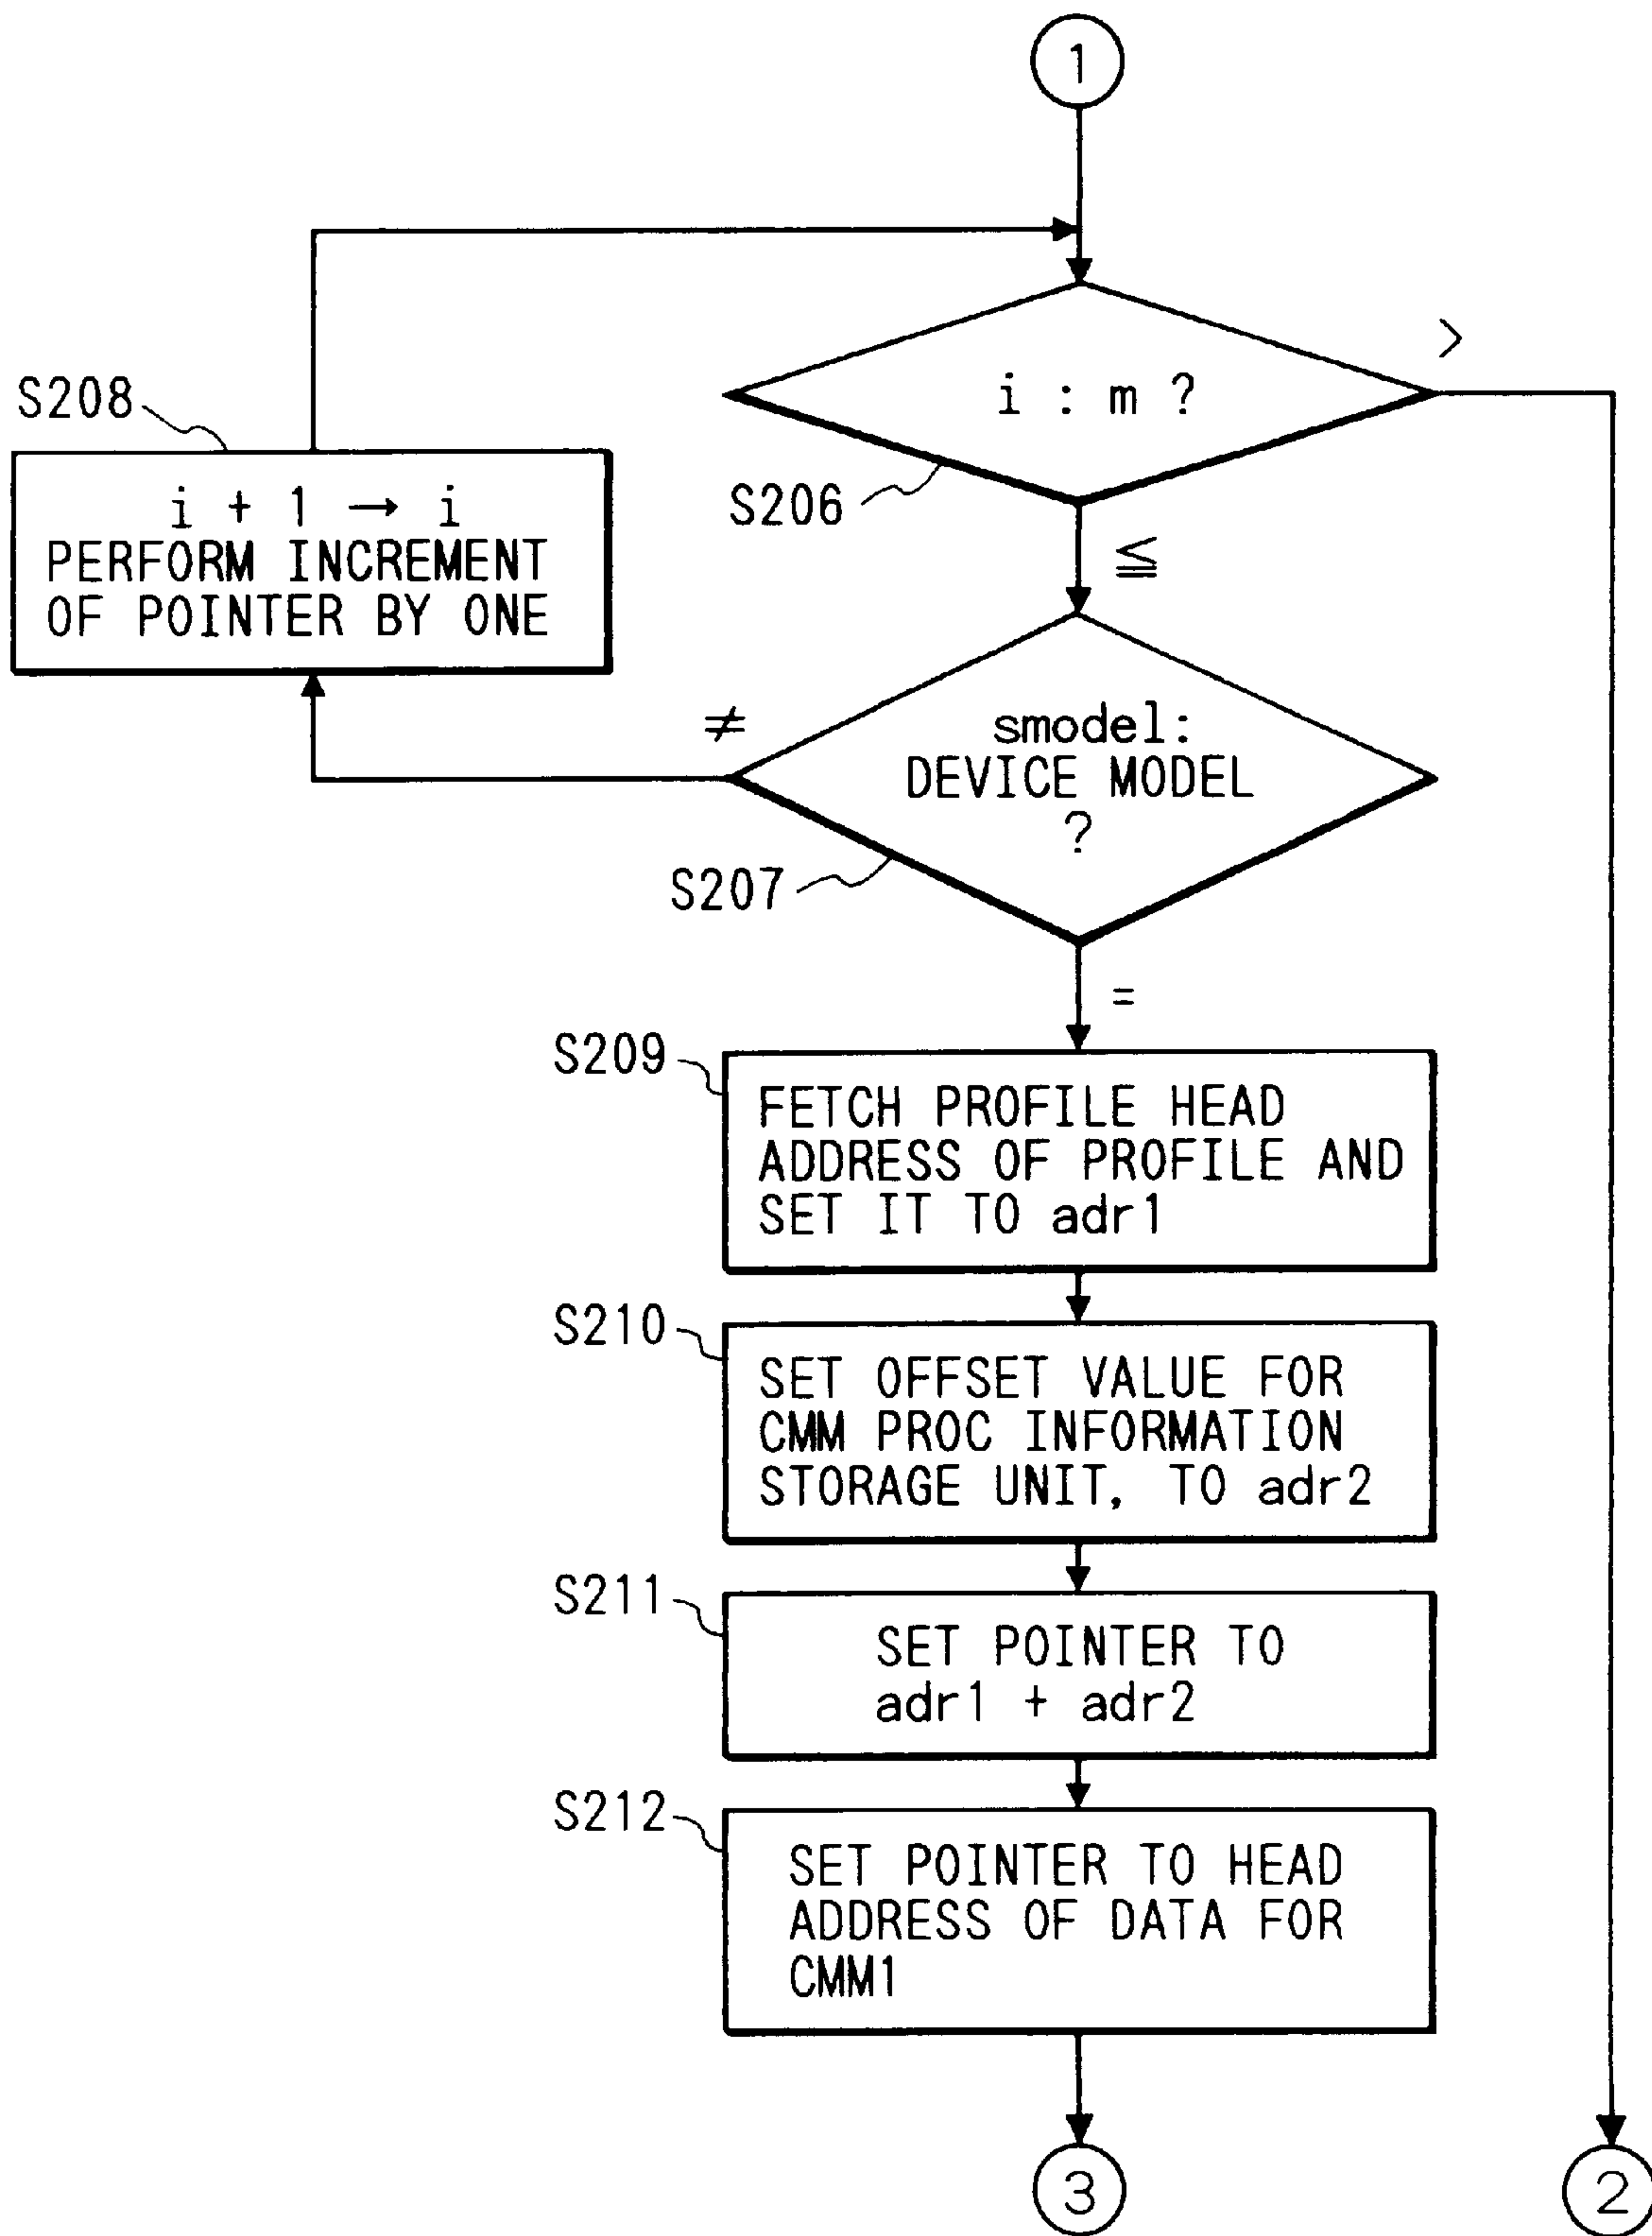 1
>
i : m ?
S206
≦
S208
i + 1 → i
PERFORM INCREMENT
OF POINTER BY ONE
≠
smodel:
DEVICE MODEL
?
S207
=
S209
FETCH PROFILE HEAD
ADDRESS OF PROFILE AND
SET IT TO adr1
S210
SET OFFSET VALUE FOR
CMM PROC INFORMATION
STORAGE UNIT, TO adr2
S211
SET POINTER TO
adr1 + adr2
S212
SET POINTER TO HEAD
ADDRESS OF DATA FOR
CMM1
3
2